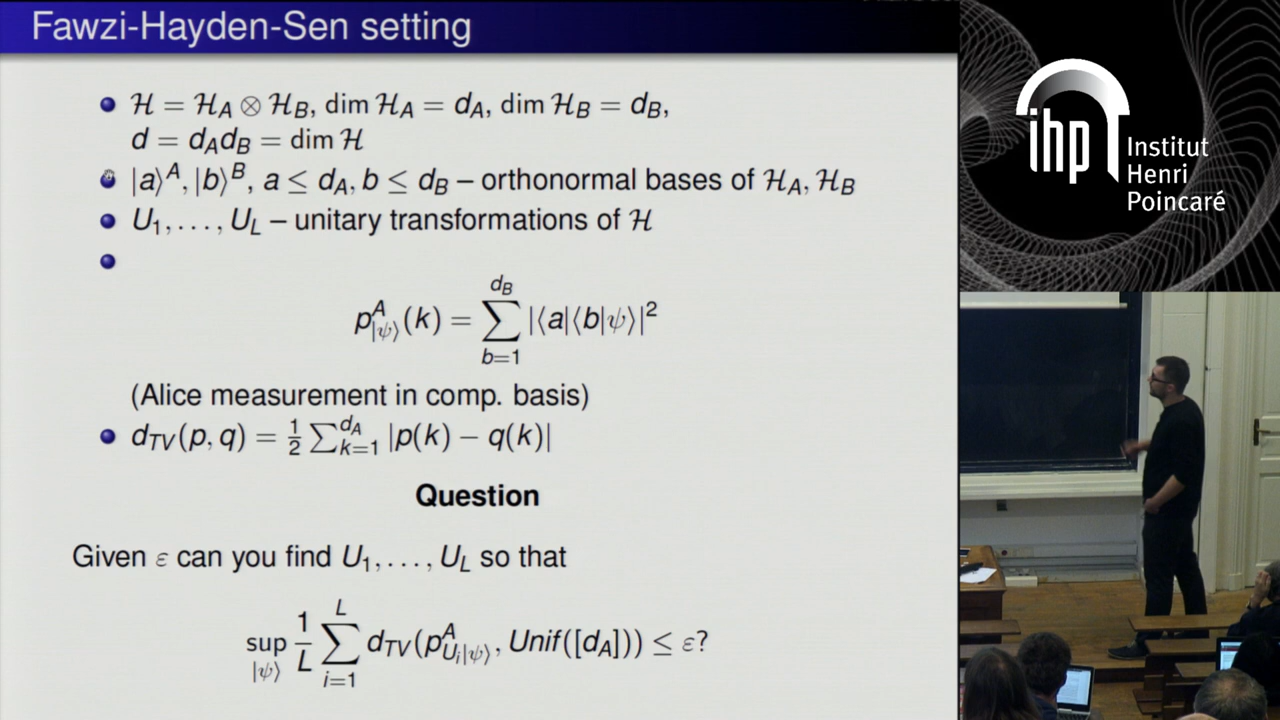 Fawzi-Hayden-Sen setting
ℋ = ℋ_A ⊗ ℋ_B, dim ℋ_A = d_A, dim ℋ_B = d_B,
d = d_A d_B = dim ℋ
|a⟩^A, |b⟩^B, a ≤ d_A, b ≤ d_B – orthonormal bases of ℋ_A, ℋ_B
U_1, …, U_L – unitary transformations of ℋ
p^A_{|ψ⟩}(k) = ∑_{b=1}^{d_B} |⟨a|⟨b|ψ⟩|^2
(Alice measurement in comp. basis)
d_{TV}(p, q) = 1/2 ∑_{k=1}^{d_A} |p(k) − q(k)|
Question
Given ε can you find U_1, …, U_L so that
sup_{|ψ⟩} 1/L ∑_{i=1}^{L} d_{TV}(p^A_{U_i|ψ⟩}, Unif([d_A])) ≤ ε?
ihp
Institut
Henri
Poincaré